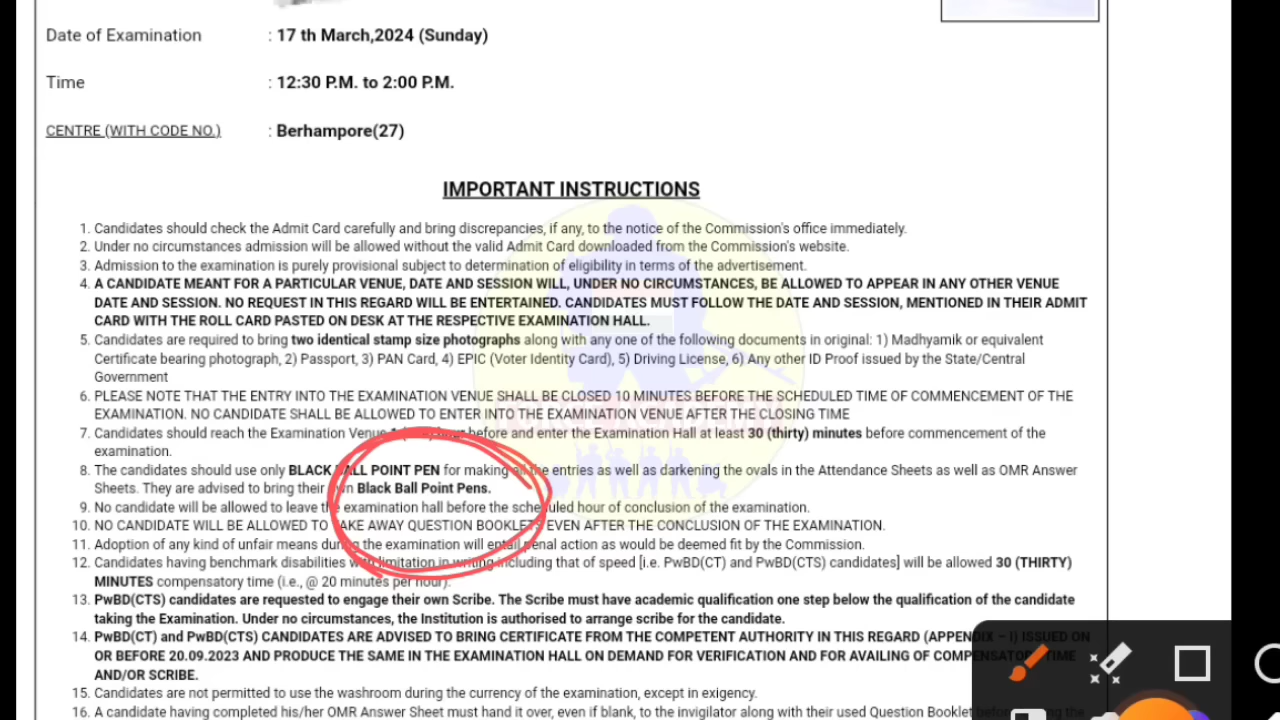 Date of Examination : 17 th March,2024 (Sunday)
Time : 12:30 P.M. to 2:00 P.M.
CENTRE (WITH CODE NO.) : Berhampore(27)
IMPORTANT INSTRUCTIONS
1. Candidates should check the Admit Card carefully and bring discrepancies, if any, to the notice of the Commission's office immediately.
2. Under no circumstances admission will be allowed without the valid Admit Card downloaded from the Commission's website.
3. Admission to the examination is purely provisional subject to determination of eligibility in terms of the advertisement.
4. A CANDIDATE MEANT FOR A PARTICULAR VENUE, DATE AND SESSION WILL, UNDER NO CIRCUMSTANCES, BE ALLOWED TO APPEAR IN ANY OTHER VENUE
DATE AND SESSION. NO REQUEST IN THIS REGARD WILL BE ENTERTAINED. CANDIDATES MUST FOLLOW THE DATE AND SESSION, MENTIONED IN THEIR ADMIT
CARD WITH THE ROLL CARD PASTED ON DESK AT THE RESPECTIVE EXAMINATION HALL.
5. Candidates are required to bring two identical stamp size photographs along with any one of the following documents in original: 1) Madhyamik or equivalent
Certificate bearing photograph, 2) Passport, 3) PAN Card, 4) EPIC (Voter Identity Card), 5) Driving License, 6) Any other ID Proof issued by the State/Central
Government
6. PLEASE NOTE THAT THE ENTRY INTO THE EXAMINATION VENUE SHALL BE CLOSED 10 MINUTES BEFORE THE SCHEDULED TIME OF COMMENCEMENT OF THE
EXAMINATION. NO CANDIDATE SHALL BE ALLOWED TO ENTER INTO THE EXAMINATION VENUE AFTER THE CLOSING TIME
7. Candidates should reach the Examination Venue hour before and enter the Examination Hall at least 30 (thirty) minutes before commencement of the
examination.
8. The candidates should use only BLACK BALL POINT PEN for making all the entries as well as darkening the ovals in the Attendance Sheets as well as OMR Answer
Sheets. They are advised to bring their own Black Ball Point Pens.
9. No candidate will be allowed to leave the examination hall before the scheduled hour of conclusion of the examination.
10. NO CANDIDATE WILL BE ALLOWED TO TAKE AWAY QUESTION BOOKLETS EVEN AFTER THE CONCLUSION OF THE EXAMINATION.
11. Adoption of any kind of unfair means during the examination will entail penal action as would be deemed fit by the Commission.
12. Candidates having benchmark disabilities with limitation in writing including that of speed [i.e. PwBD(CT) and PwBD(CTS) candidates] will be allowed 30 (THIRTY)
MINUTES compensatory time (i.e., @ 20 minutes per hour).
13. PwBD(CTS) candidates are requested to engage their own Scribe. The Scribe must have academic qualification one step below the qualification of the candidate
taking the Examination. Under no circumstances, the Institution is authorised to arrange scribe for the candidate.
14. PwBD(CT) and PwBD(CTS) CANDIDATES ARE ADVISED TO BRING CERTIFICATE FROM THE COMPETENT AUTHORITY IN THIS REGARD (APPENDIX – I) ISSUED ON
OR BEFORE 20.09.2023 AND PRODUCE THE SAME IN THE EXAMINATION HALL ON DEMAND FOR VERIFICATION AND FOR AVAILING OF COMPENSATORY TIME
AND/OR SCRIBE.
15. Candidates are not permitted to use the washroom during the currency of the examination, except in exigency.
16. A candidate having completed his/her OMR Answer Sheet must hand it over, even if blank, to the invigilator along with their used Question Booklet before the